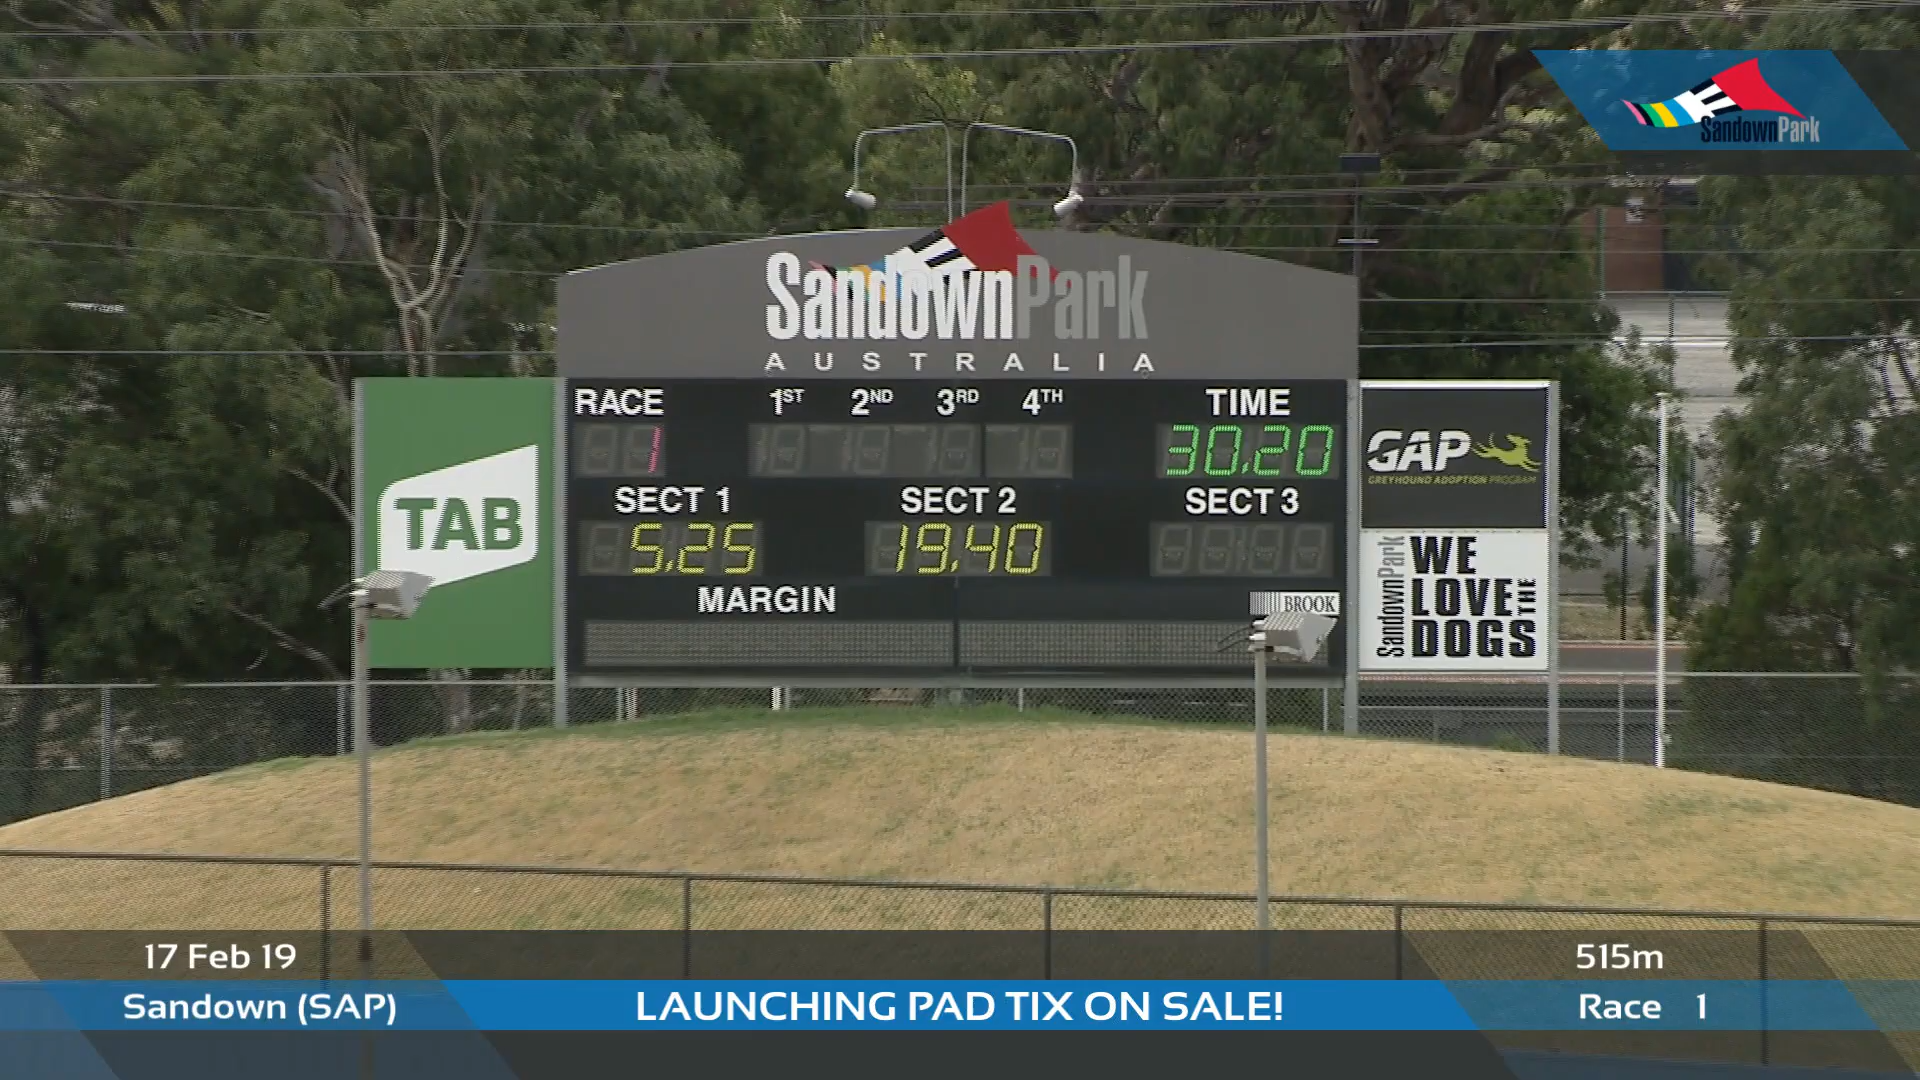 SandownPark
SandownPark
AUSTRALIA
RACE 1ST 2ND 3RD 4TH TIME
1 30.20
SECT 1 SECT 2 SECT 3
5.25 19.40
MARGIN
BROOK
TAB
GAP
GREYHOUND ADOPTION PROGRAM
SandownPark
WE
LOVE THE
DOGS
17 Feb 19
Sandown (SAP)
LAUNCHING PAD TIX ON SALE!
515m
Race 1